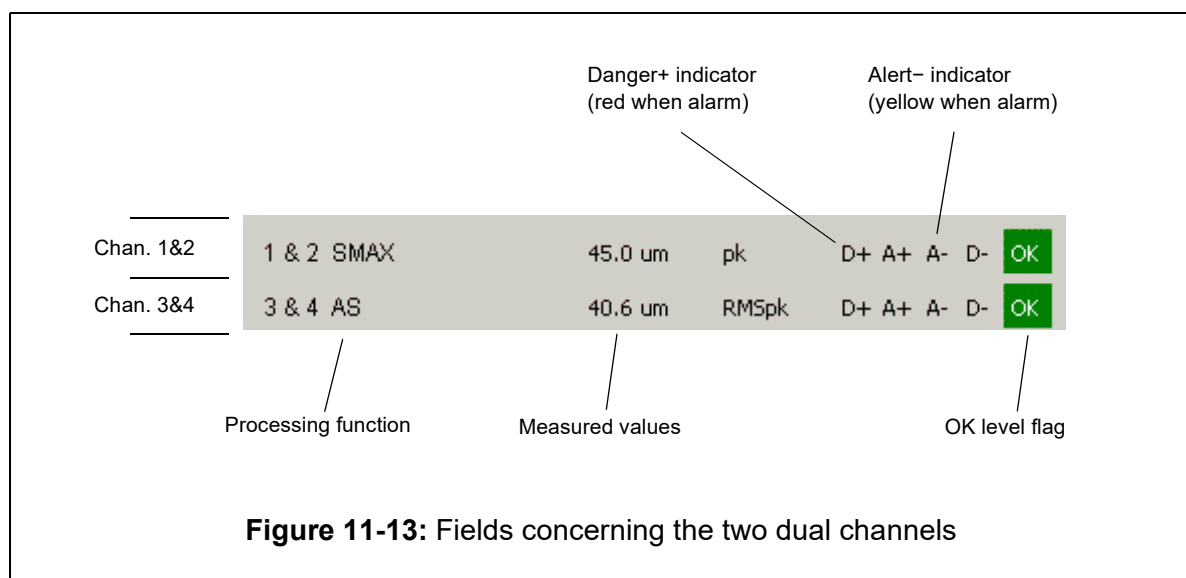 Danger+ indicator
(red when alarm)
Alert− indicator
(yellow when alarm)
Chan. 1&2
1 & 2 SMAX 45.0 um pk D+ A+ A- D- OK
Chan. 3&4
3 & 4 AS 40.6 um RMSpk D+ A+ A- D- OK
Processing function
Measured values
OK level flag
Figure 11-13: Fields concerning the two dual channels